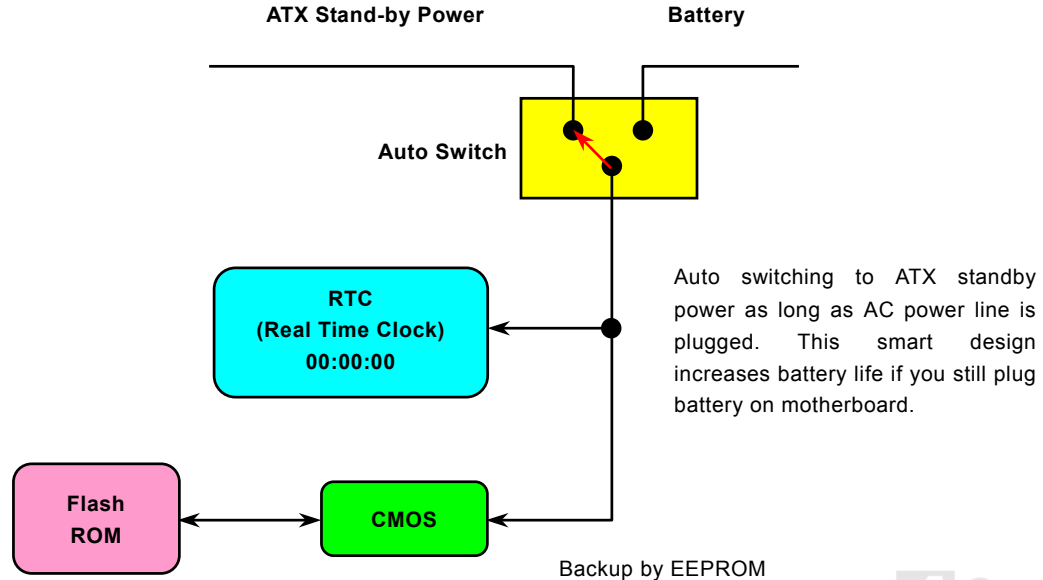 ATX Stand-by Power
Battery
Auto Switch
RTC
(Real Time Clock)
00:00:00
Auto switching to ATX standby
power as long as AC power line is
plugged. This smart design
increases battery life if you still plug
battery on motherboard.
Flash
ROM
CMOS
Backup by EEPROM